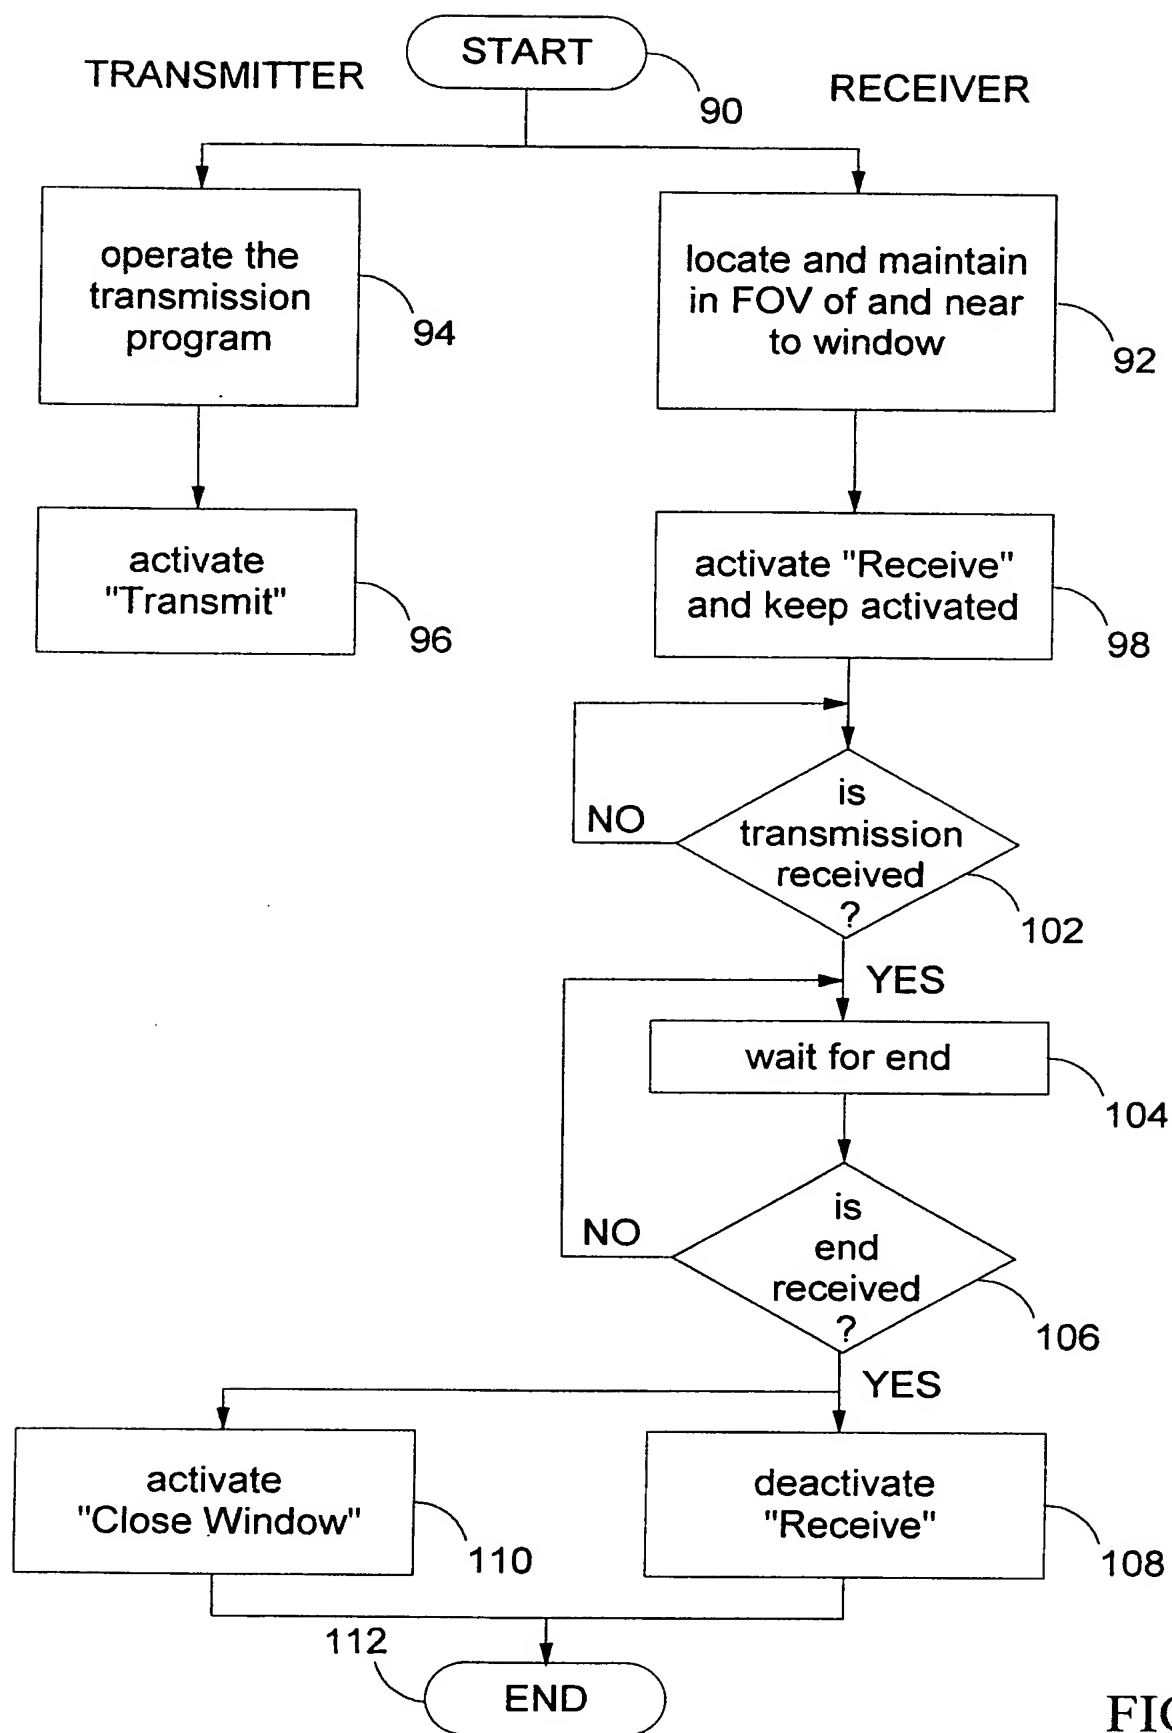 START
TRANSMITTER
90
RECEIVER
operate the
transmission
program
94
locate and maintain
in FOV of and near
to window
92
activate
"Transmit"
96
activate "Receive"
and keep activated
98
is
transmission
received
?
NO
102
YES
wait for end
104
is
end
received
?
NO
106
YES
activate
"Close Window"
110
deactivate
"Receive"
108
112
END
FIG